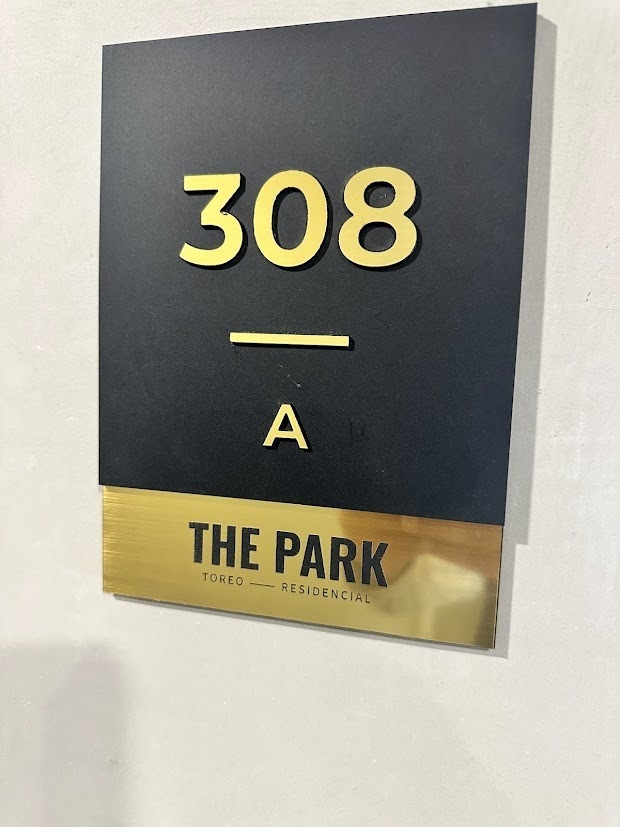 308
A
THE PARK
TOREO — RESIDENCIAL